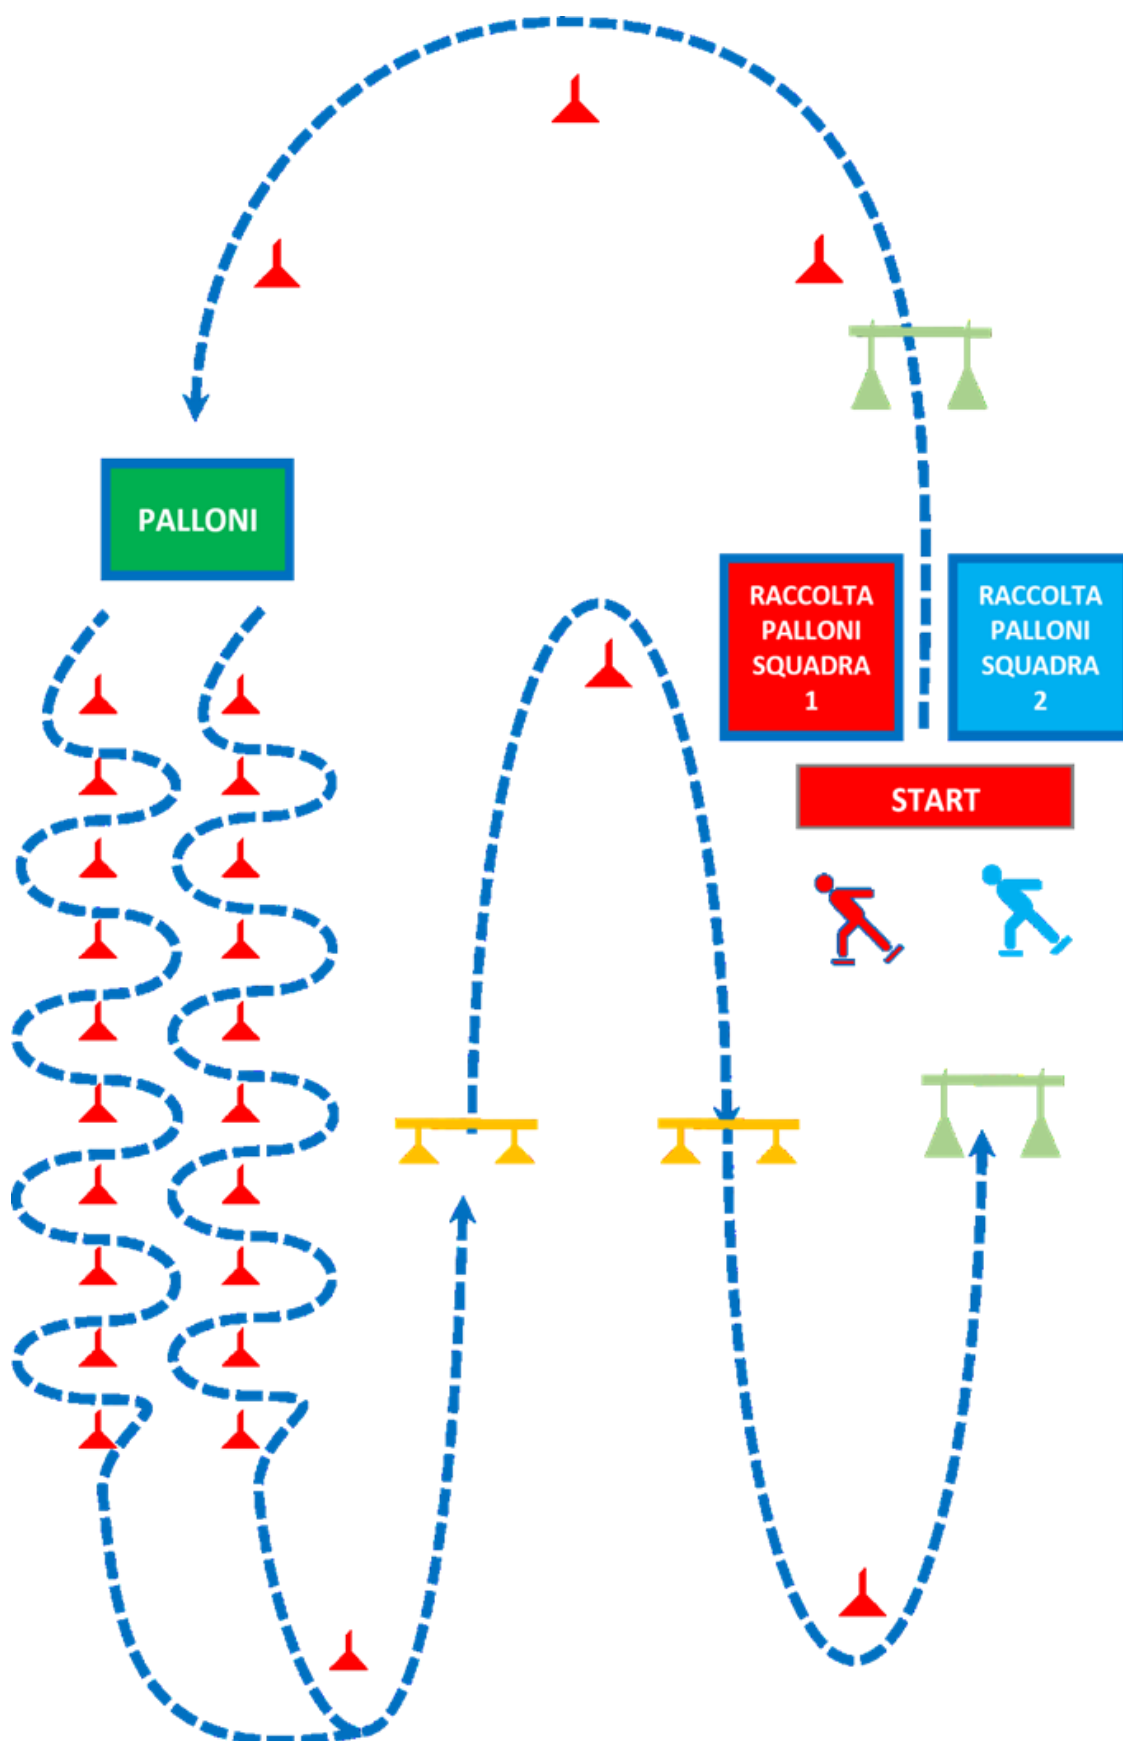 PALLONI
RACCOLTA
PALLONI
SQUADRA
1
RACCOLTA
PALLONI
SQUADRA
2
START